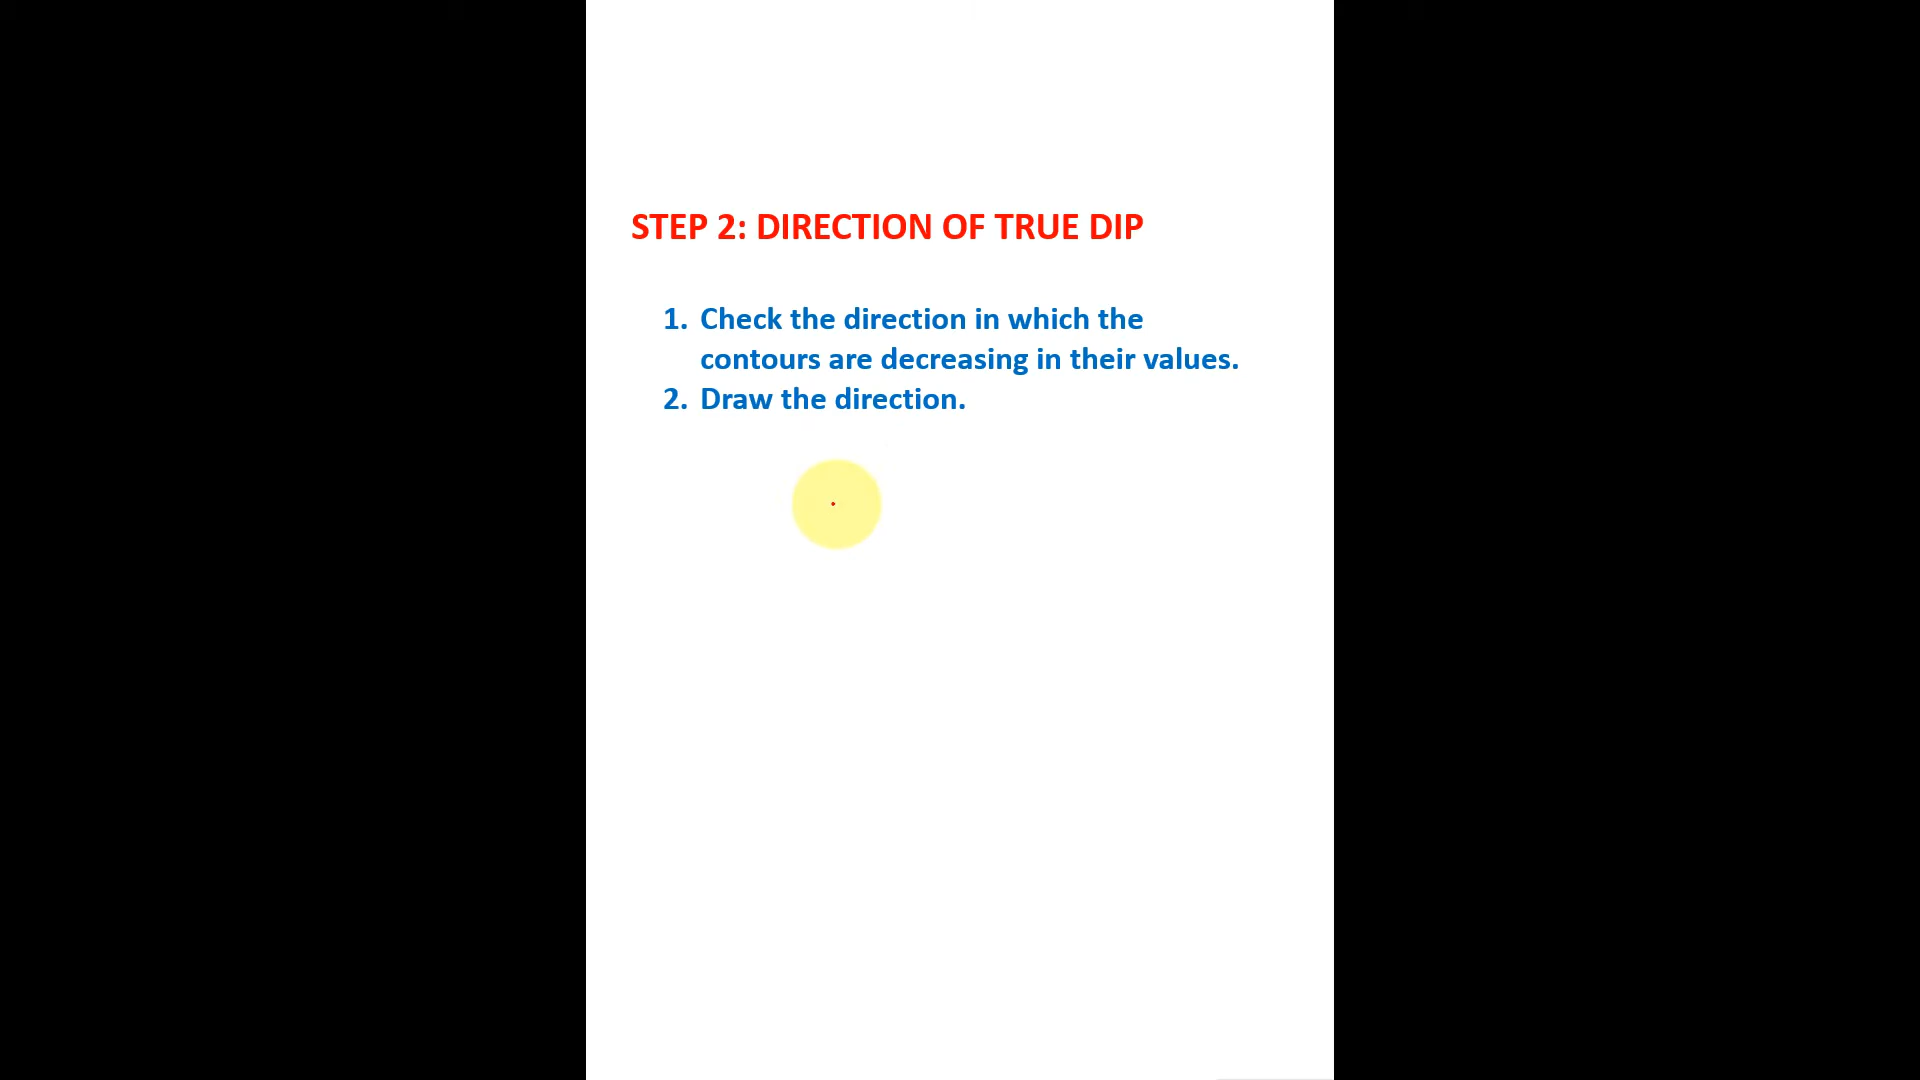 STEP 2: DIRECTION OF TRUE DIP
1. Check the direction in which the
contours are decreasing in their values.
2. Draw the direction.